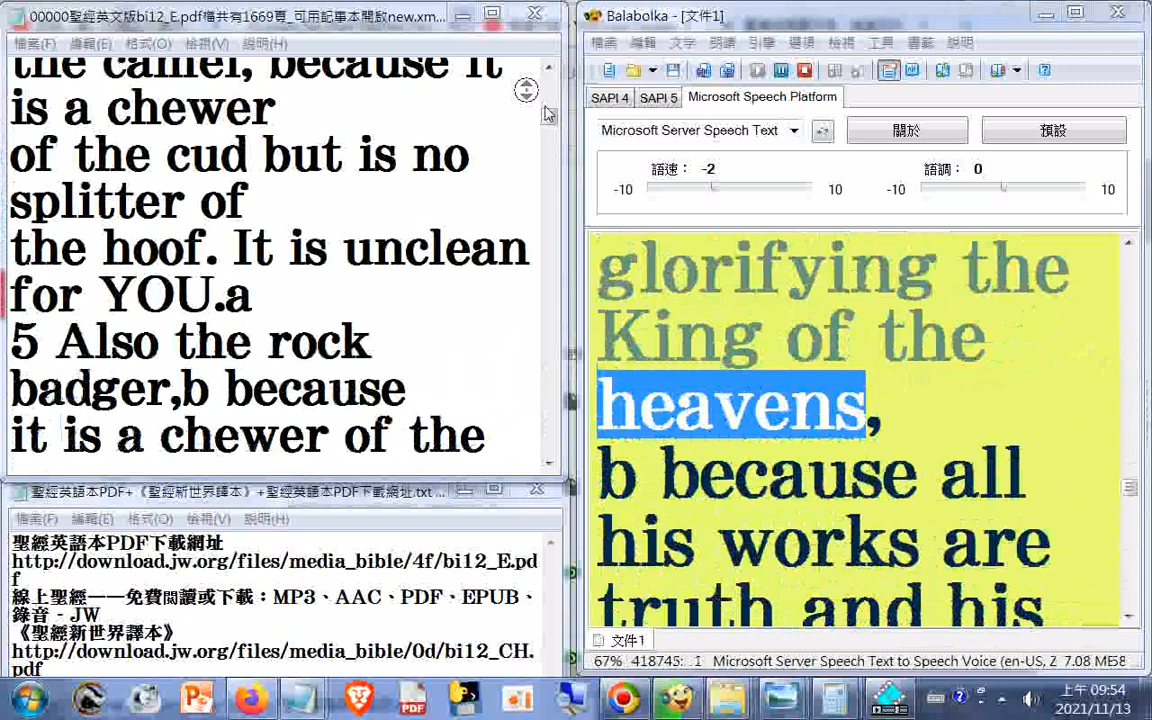 00000聖經英文版bi12_E.pdf檔共有1669頁_可用記事本開啟new.xm...
檔案(F) 編輯(E) 格式(O) 檢視(V) 說明(H)
the camel, because it
is a chewer
of the cud but is no
splitter of
the hoof. It is unclean
for YOU.a
5 Also the rock
badger,b because
it is a chewer of the
聖經英語本PDF+《聖經新世界譯本》+聖經英語本PDF下載網址.txt ...
檔案(F) 編輯(E) 格式(O) 檢視(V) 說明(H)
聖經英語本PDF下載網址
http://download.jw.org/files/media_bible/4f/bi12_E.pd
f
線上聖經——免費閱讀或下載：MP3、AAC、PDF、EPUB、
錄音 - JW
《聖經新世界譯本》
http://download.jw.org/files/media_bible/0d/bi12_CH.
pdf
Balabolka - [文件1]
檔案 編輯 文字 朗讀 引擎 選項 檢視 工具 書籤 說明
SAPI 4 SAPI 5 Microsoft Speech Platform
Microsoft Server Speech Text 關於 預設
語速： -2 語調： 0
-10 10 -10 10
glorifying the
King of the
heavens,
b because all
his works are
truth and his
文件1
67% 418745: .1 Microsoft Server Speech Text to Speech Voice (en-US, Z 7.08 ME58
PDF
上午 09:54
2021/11/13